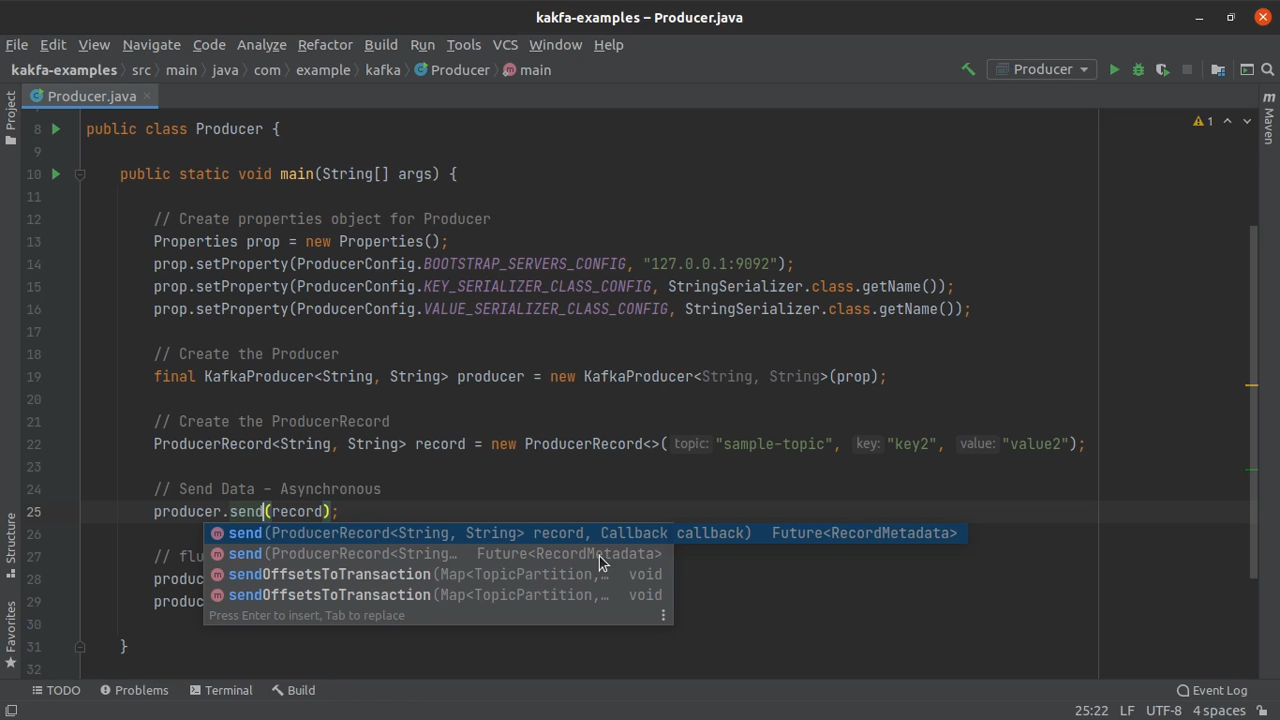 kakfa-examples – Producer.java
File Edit View Navigate Code Analyze Refactor Build Run Tools VCS Window Help
kakfa-examples src main java com example kafka Producer main Producer
Project
Producer.java
Maven
8 public class Producer { 1
9
10 public static void main(String[] args) {
11
12 // Create properties object for Producer
13 Properties prop = new Properties();
14 prop.setProperty(ProducerConfig.BOOTSTRAP_SERVERS_CONFIG, "127.0.0.1:9092");
15 prop.setProperty(ProducerConfig.KEY_SERIALIZER_CLASS_CONFIG, StringSerializer.class.getName());
16 prop.setProperty(ProducerConfig.VALUE_SERIALIZER_CLASS_CONFIG, StringSerializer.class.getName());
17
18 // Create the Producer
19 final KafkaProducer<String, String> producer = new KafkaProducer<String, String>(prop);
20
21 // Create the ProducerRecord
22 ProducerRecord<String, String> record = new ProducerRecord<>( topic: "sample-topic", key: "key2", value: "value2");
23
24 // Send Data - Asynchronous
25 producer.send(record);
26 send(ProducerRecord<String, String> record, Callback callback) Future<RecordMetadata>
27 // flu send(ProducerRecord<String… Future<RecordMetadata>
28 produc sendOffsetsToTransaction(Map<TopicPartition,… void
29 produc sendOffsetsToTransaction(Map<TopicPartition,… void
Press Enter to insert, Tab to replace
30
31 }
32
Structure
Favorites
TODO Problems Terminal Build Event Log
25:22 LF UTF-8 4 spaces